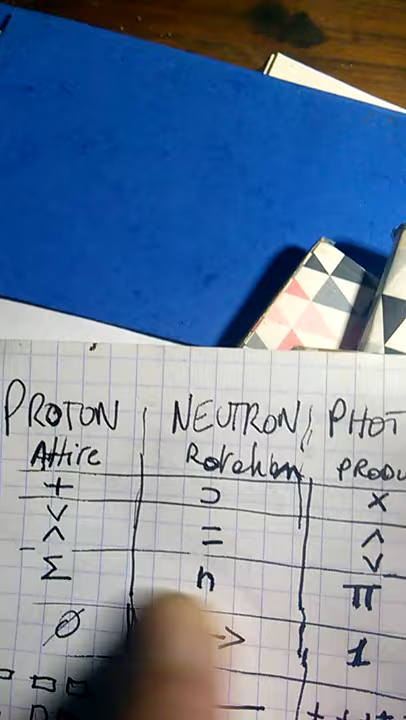 PROTON NEUTRON PHOT
Attire Rotation PRODU
+ ⊃ ×
< = ^
> ∨
Σ n π
∅ -> 1